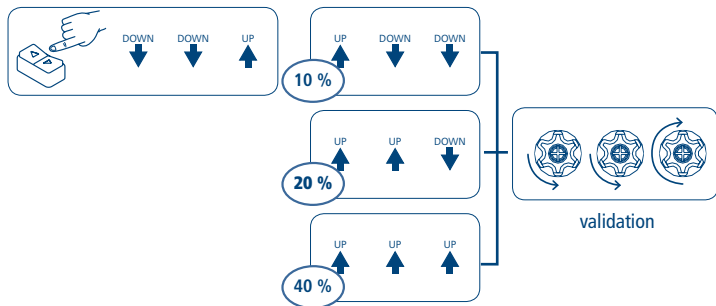 DOWN DOWN UP
UP DOWN DOWN
10 %
UP UP DOWN
20 %
UP UP UP
40 %
validation